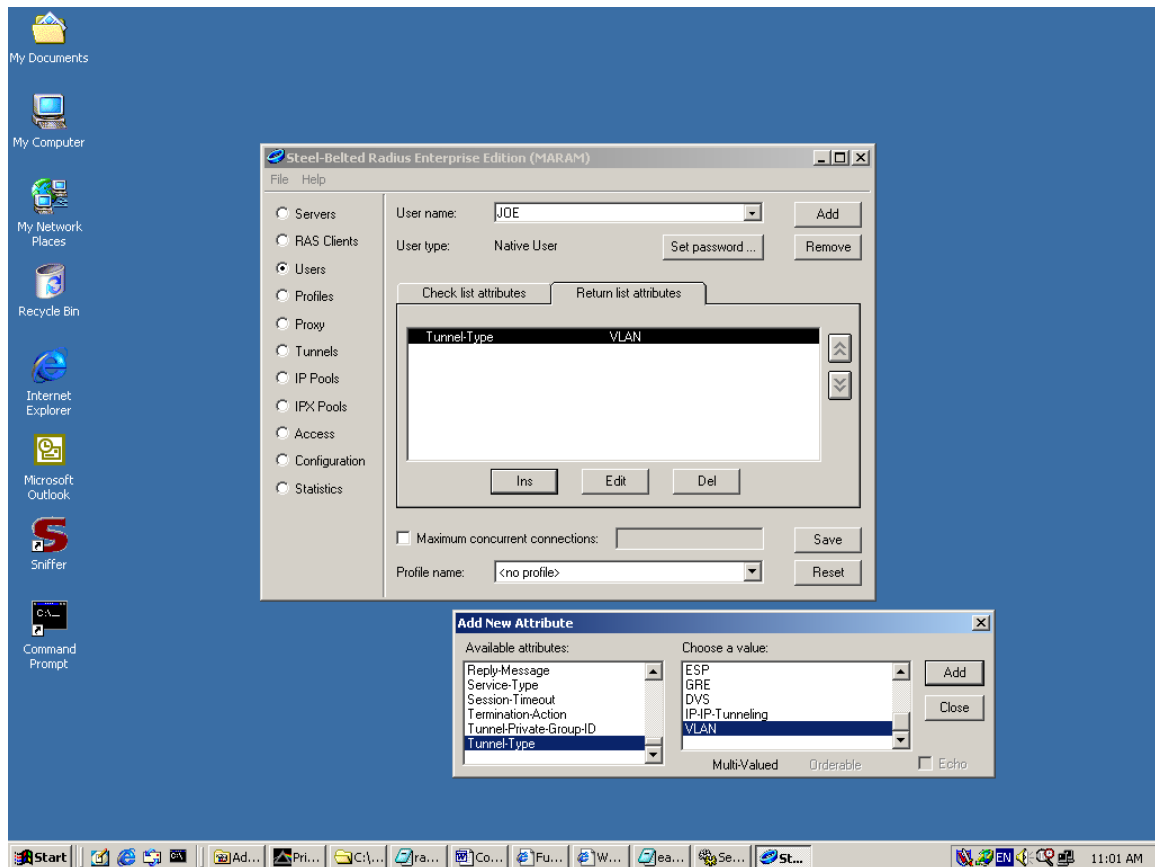 My Documents
My Computer
My Network
Places
Recycle Bin
Internet
Explorer
Microsoft
Outlook
Sniffer
C:\_
Command
Prompt
Steel-Belted Radius Enterprise Edition (MARAM)
File Help
Servers
RAS Clients
Users
Profiles
Proxy
Tunnels
IP Pools
IPX Pools
Access
Configuration
Statistics
User name: JOE Add
User type: Native User Set password ... Remove
Check list attributes Return list attributes
Tunnel-Type VLAN
Ins Edit Del
Maximum concurrent connections: Save
Profile name: <no profile> Reset
Add New Attribute
Available attributes:
Reply-Message
Service-Type
Session-Timeout
Termination-Action
Tunnel-Private-Group-ID
Tunnel-Type
Choose a value:
ESP
GRE
DVS
IP-IP-Tunneling
VLAN
Add
Close
Multi-Valued Orderable Echo
Start Ad... Pri... C:\... ra... Co... Fu... W... ea... Se... St... EN 11:01 AM